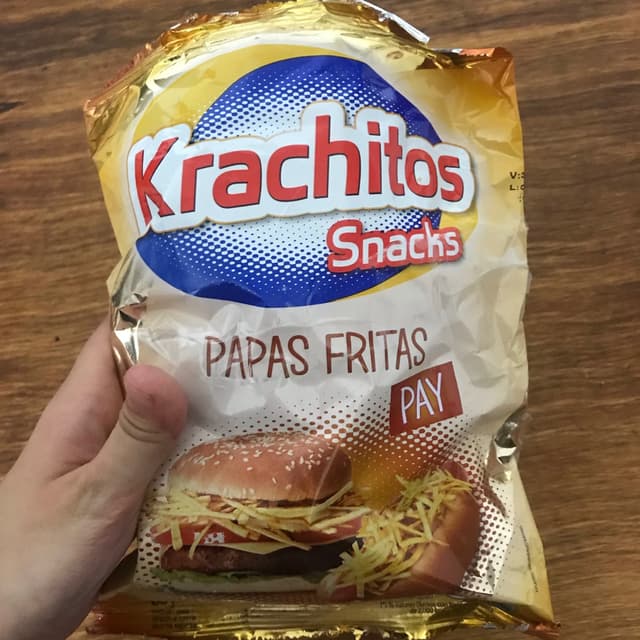 Krachitos
Snacks
PAPAS FRITAS
PAY
V:
L: